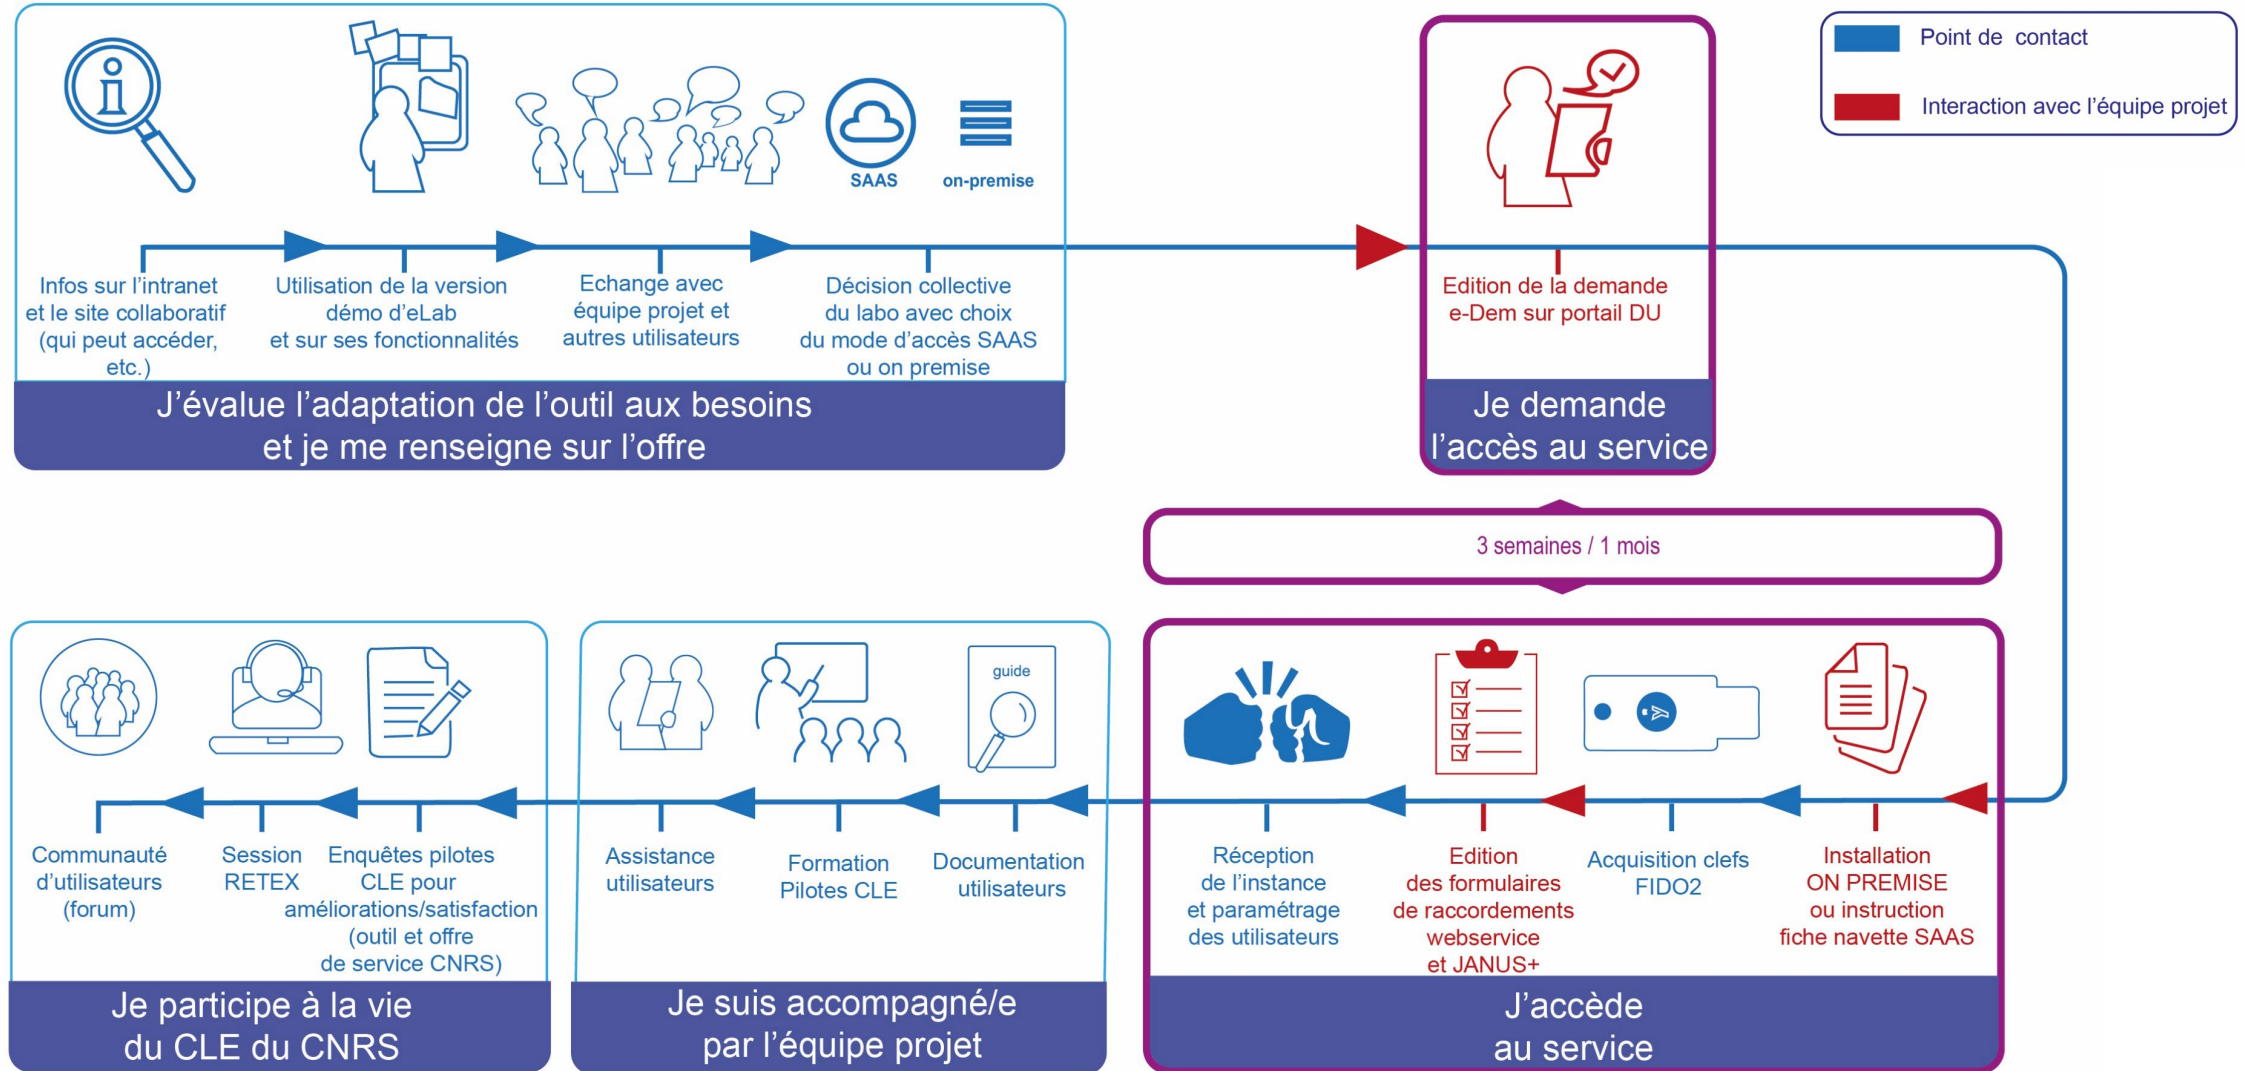 SAAS
on-premise
Infos sur l'intranet
et le site collaboratif
(qui peut accéder,
etc.)
Utilisation de la version
démo d'eLab
et sur ses fonctionnalités
Echange avec
équipe projet et
autres utilisateurs
Décision collective
du labo avec choix
du mode d'accès SAAS
ou on premise
J'évalue l'adaptation de l'outil aux besoins
et je me renseigne sur l'offre
Edition de la demande
e-Dem sur portail DU
Je demande
l'accès au service
Point de contact
Interaction avec l'équipe projet
3 semaines / 1 mois
Installation
ON PREMISE
ou instruction
fiche navette SAAS
Acquisition clefs
FIDO2
Edition
des formulaires
de raccordements
webservice
et JANUS+
Réception
de l'instance
et paramétrage
des utilisateurs
J'accède
au service
guide
Documentation
utilisateurs
Formation
Pilotes CLE
Assistance
utilisateurs
Je suis accompagné/e
par l'équipe projet
Enquêtes pilotes
CLE pour
améliorations/satisfaction
(outil et offre
de service CNRS)
Session
RETEX
Communauté
d'utilisateurs
(forum)
Je participe à la vie
du CLE du CNRS